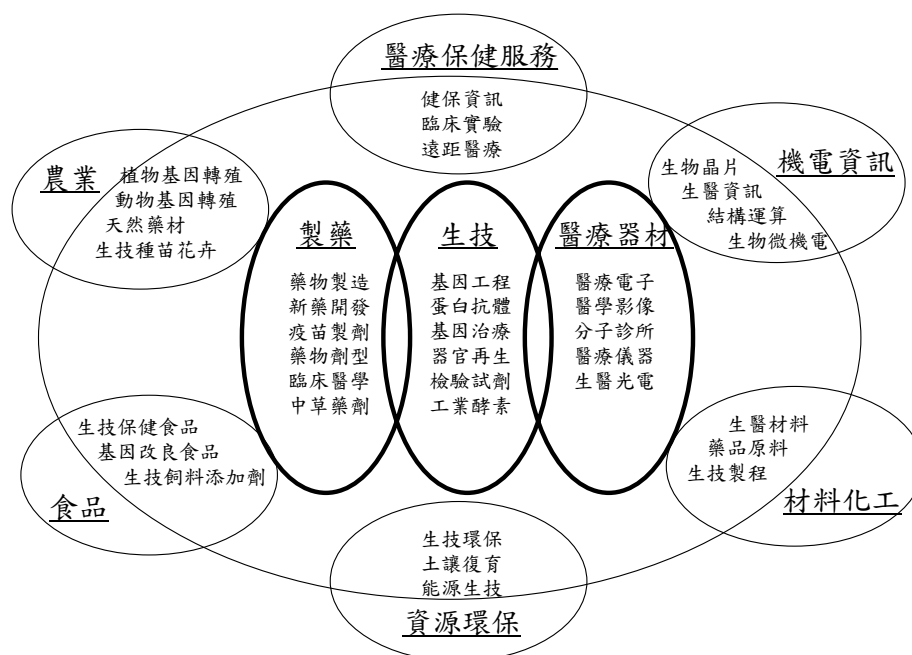 醫療保健服務
健保資訊
臨床實驗
遠距醫療
農業
植物基因轉殖
動物基因轉殖
天然藥材
生技種苗花卉
機電資訊
生物晶片
生醫資訊
結構運算
生物微機電
製藥
藥物製造
新藥開發
疫苗製劑
藥物劑型
臨床醫學
中草藥劑
生技
基因工程
蛋白抗體
基因治療
器官再生
檢驗試劑
工業酵素
醫療器材
醫療電子
醫學影像
分子診所
醫療儀器
生醫光電
生技保健食品
基因改良食品
生技飼料添加劑
食品
生醫材料
藥品原料
生技製程
材料化工
生技環保
土讓復育
能源生技
資源環保